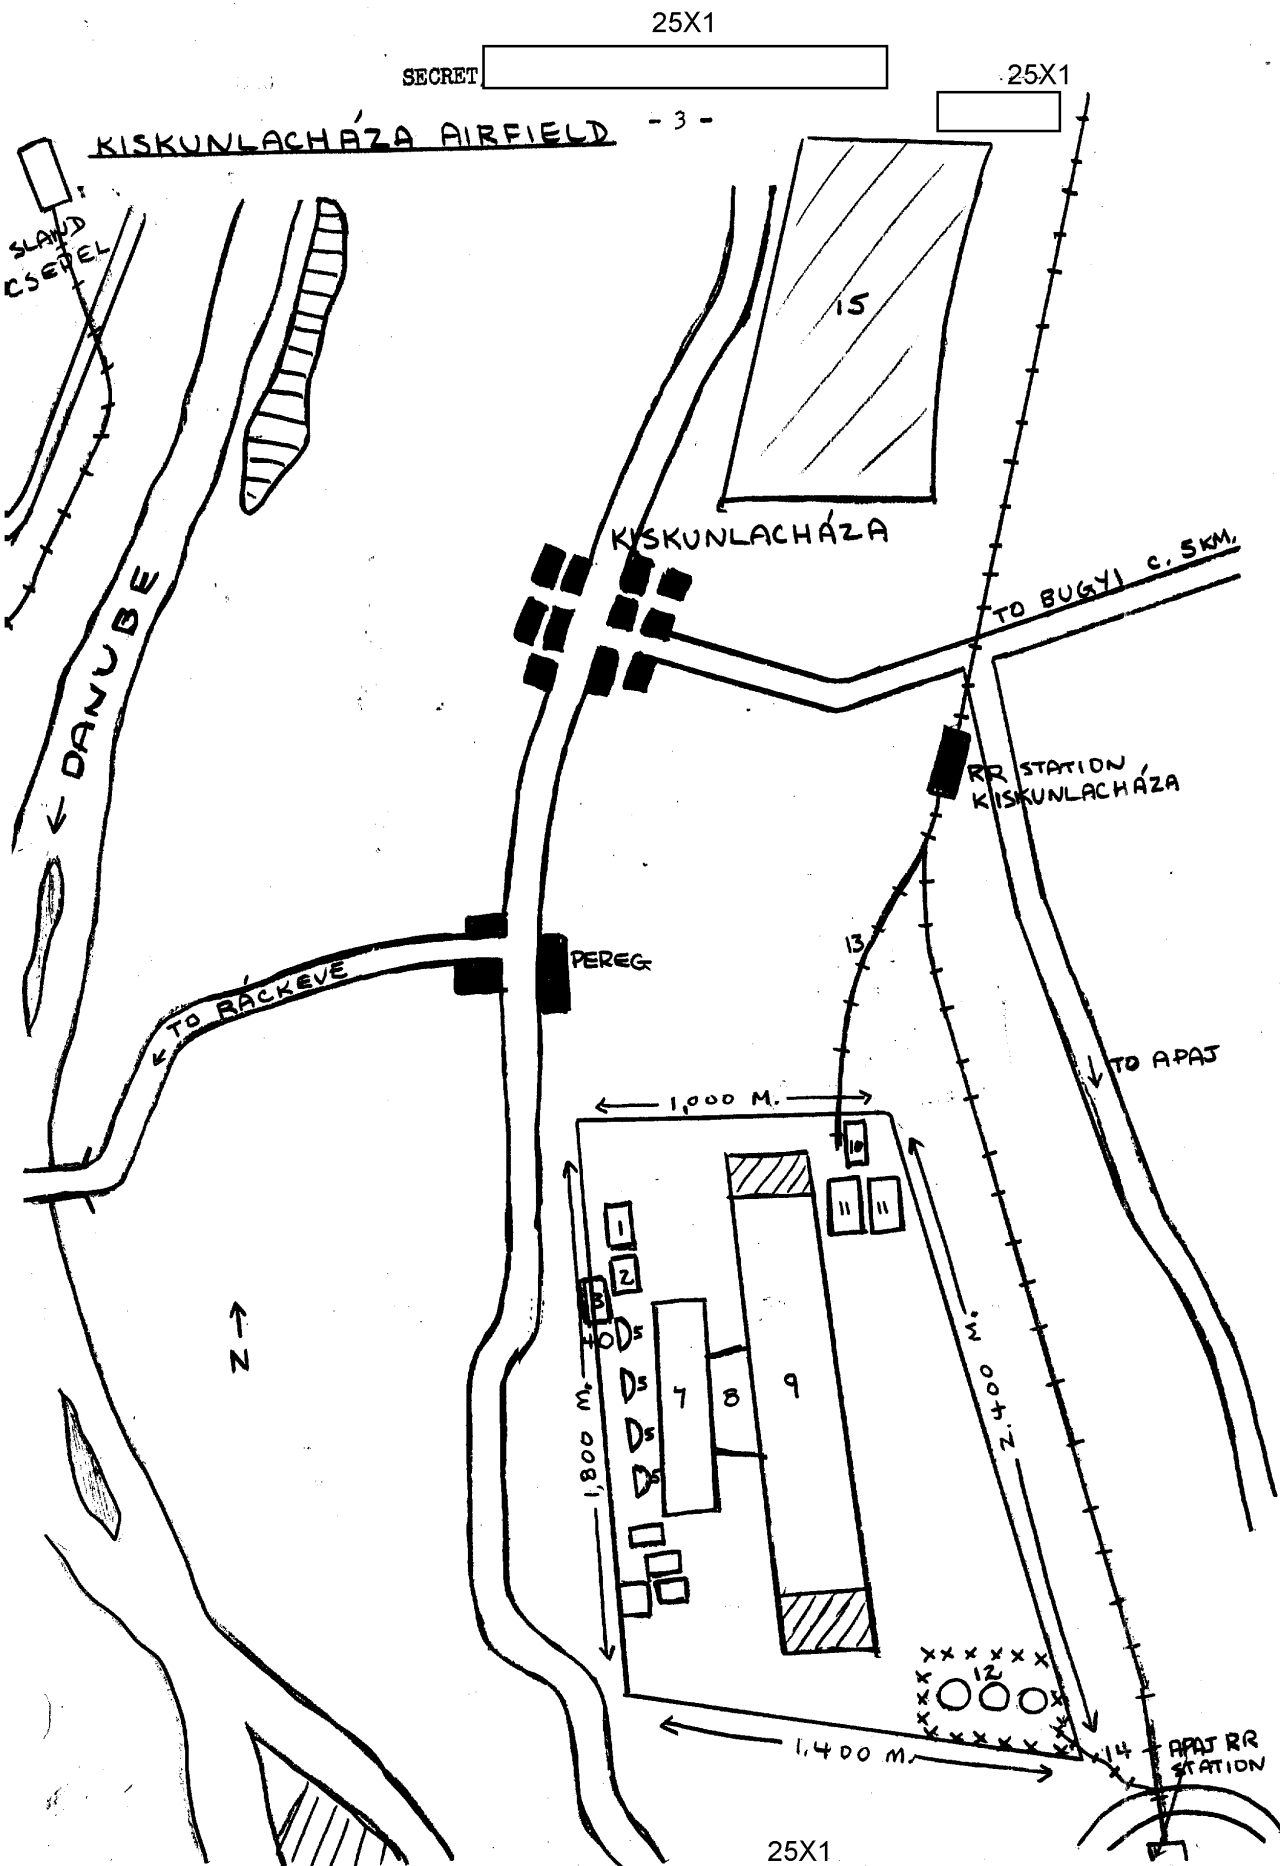 25X1
SECRET
25X1
- 3 -
KISKUNLACHÁZA AIRFIELD
SLAND
CSEPEL
15
KISKUNLACHÁZA
TO BUGYI c. 5 KM.
← DANUBE
RR STATION
KISKUNLACHÁZA
13
PEREG
TO RÁCKEVE
TO APAJ
1,000 M.
10
11
11
1
2
3
4
5
5
5
5
7
8
9
N
1,800 M.
2.400 M.
12
1.400 M.
14
APAJ RR
STATION
25X1